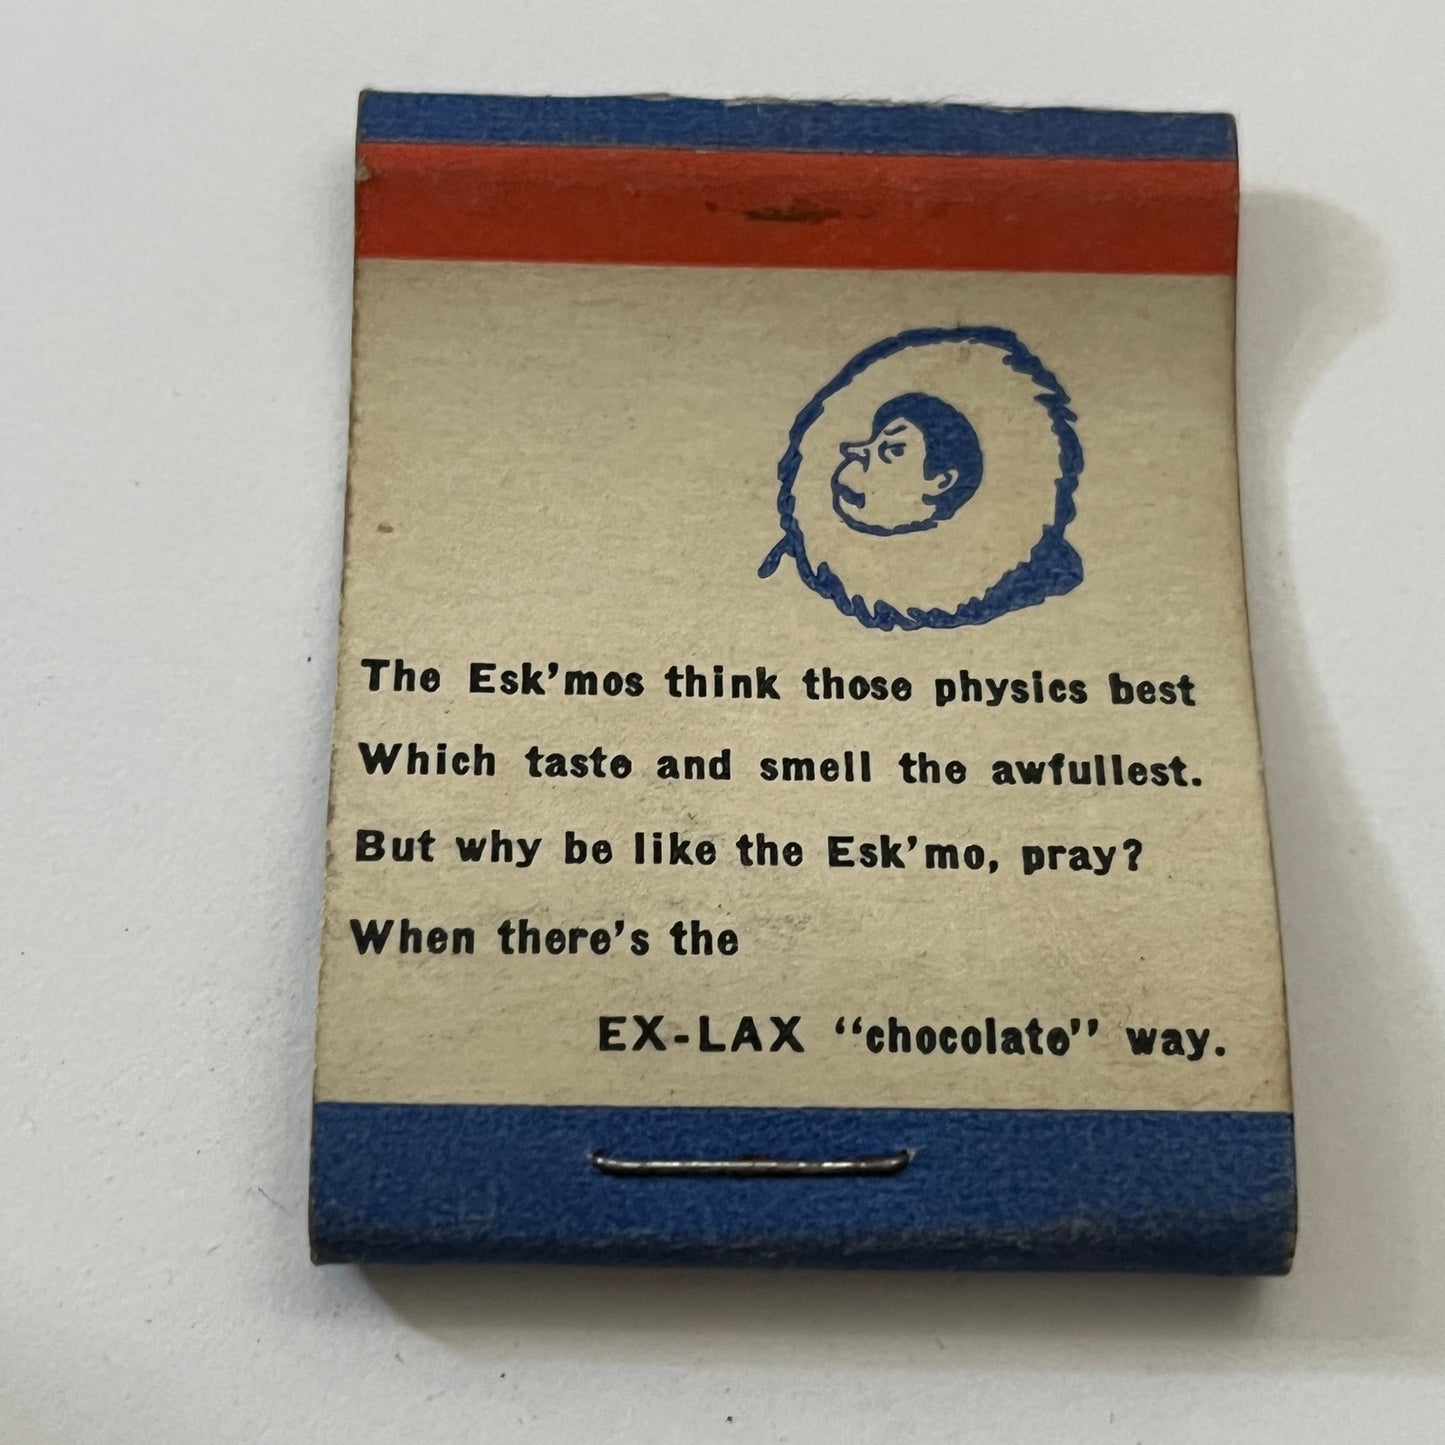 The Esk’mos think those physics best
Which taste and smell the awfullest.
But why be like the Esk’mo, pray?
When there’s the
EX-LAX “chocolate” way.